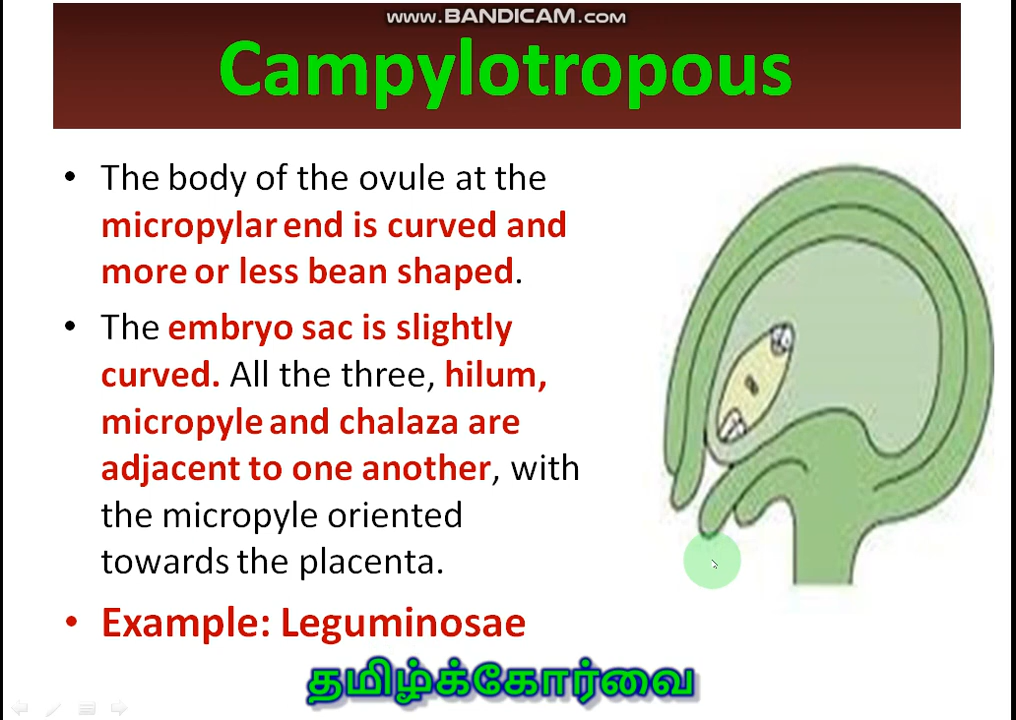 www.BANDICAM.com
Campylotropous
• The body of the ovule at the
micropylar end is curved and
more or less bean shaped.
• The embryo sac is slightly
curved. All the three, hilum,
micropyle and chalaza are
adjacent to one another, with
the micropyle oriented
towards the placenta.
• Example: Leguminosae
தமிழ்க்கோர்வை